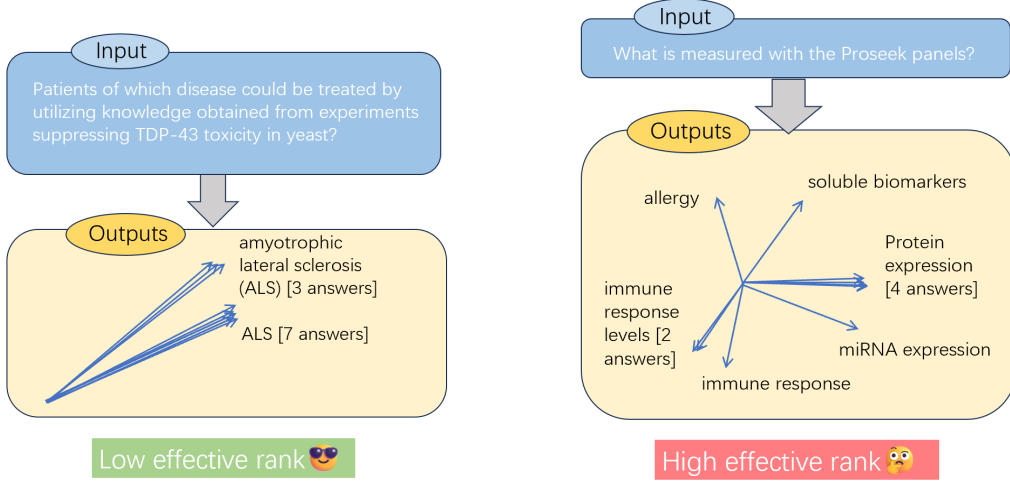 Input
Patients of which disease could be treated by
utilizing knowledge obtained from experiments
suppressing TDP-43 toxicity in yeast?
Outputs
amyotrophic
lateral sclerosis
(ALS) [3 answers]
ALS [7 answers]
Low effective rank
Input
What is measured with the Proseek panels?
Outputs
allergy
soluble biomarkers
Protein
expression
[4 answers]
immune
response
levels [2
answers]
miRNA expression
immune response
High effective rank